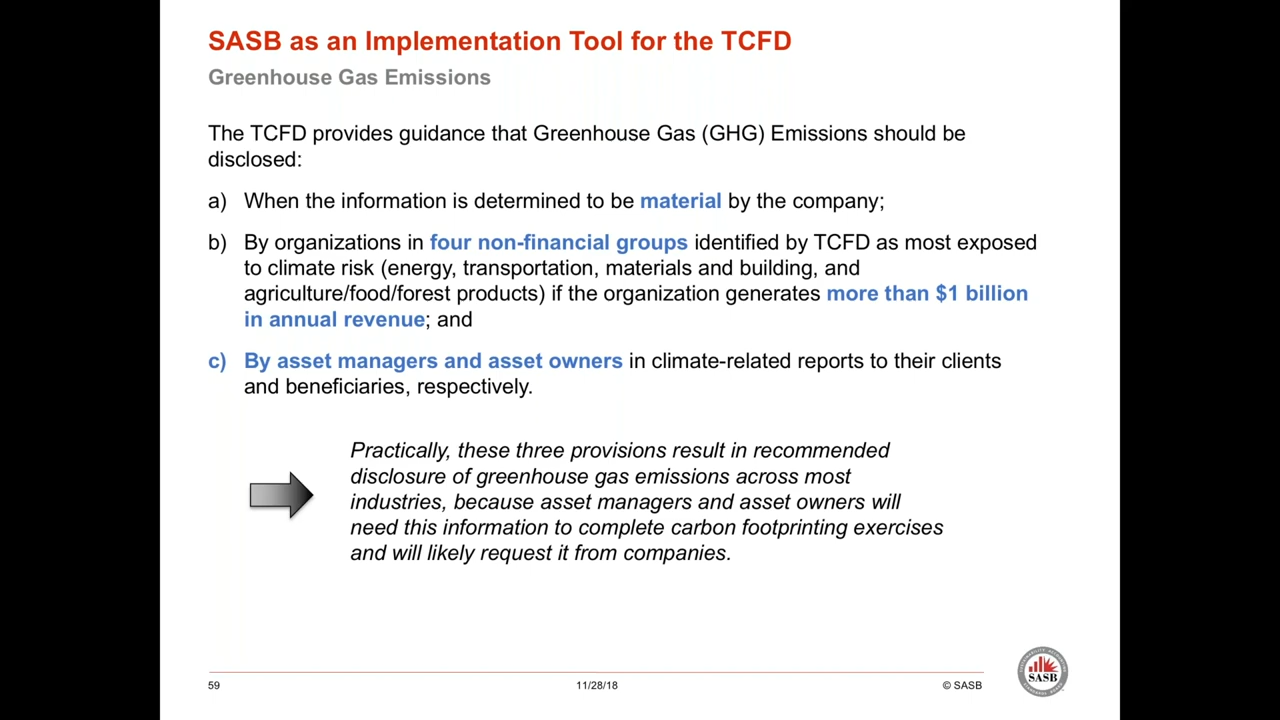 SASB as an Implementation Tool for the TCFD
Greenhouse Gas Emissions
The TCFD provides guidance that Greenhouse Gas (GHG) Emissions should be
disclosed:
a) When the information is determined to be material by the company;
b) By organizations in four non-financial groups identified by TCFD as most exposed
to climate risk (energy, transportation, materials and building, and
agriculture/food/forest products) if the organization generates more than $1 billion
in annual revenue; and
c) By asset managers and asset owners in climate-related reports to their clients
and beneficiaries, respectively.
Practically, these three provisions result in recommended
disclosure of greenhouse gas emissions across most
industries, because asset managers and asset owners will
need this information to complete carbon footprinting exercises
and will likely request it from companies.
59
11/28/18
© SASB
SASB